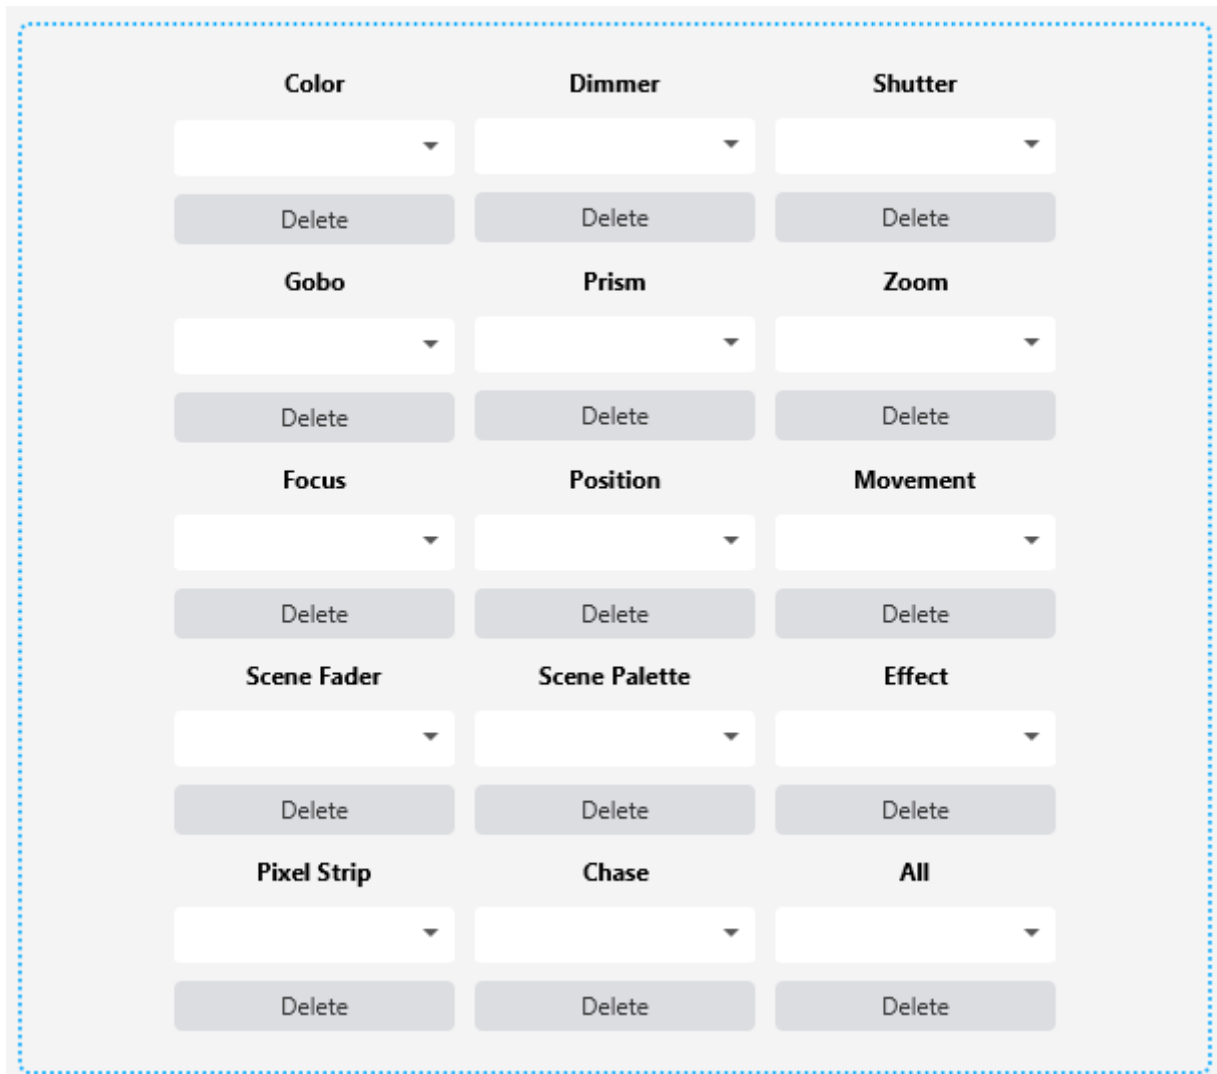 Color Dimmer Shutter
Delete Delete Delete
Gobo Prism Zoom
Delete Delete Delete
Focus Position Movement
Delete Delete Delete
Scene Fader Scene Palette Effect
Delete Delete Delete
Pixel Strip Chase All
Delete Delete Delete